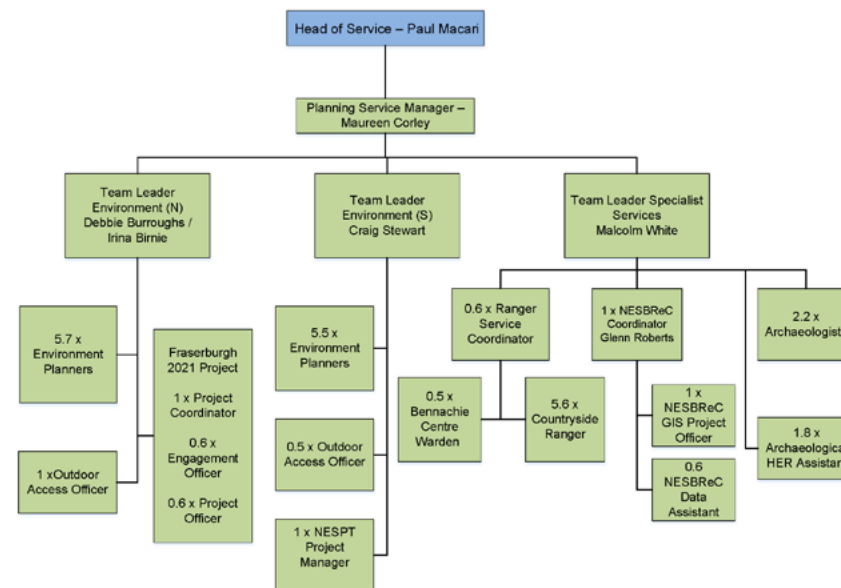 Head of Service – Paul Macari
Planning Service Manager –
Maureen Corley
Team Leader
Environment (N)
Debbie Burroughs /
Irina Birnie
Team Leader
Environment (S)
Craig Stewart
Team Leader Specialist
Services
Malcolm White
5.7 x
Environment
Planners
1 xOutdoor
Access Officer
Fraserburgh
2021 Project
1 x Project
Coordinator
0.6 x
Engagement
Officer
0.6 x Project
Officer
5.5 x
Environment
Planners
0.5 x Outdoor
Access Officer
1 x NESPT
Project
Manager
0.6 x Ranger
Service
Coordinator
0.5 x
Bennachie
Centre
Warden
5.6 x
Countryside
Ranger
1 x NESBReC
Coordinator
Glenn Roberts
1 x
NESBReC
GIS Project
Officer
0.6
NESBReC
Data
Assistant
2.2 x
Archaeologist
1.8 x
Archaeologica
HER Assistant